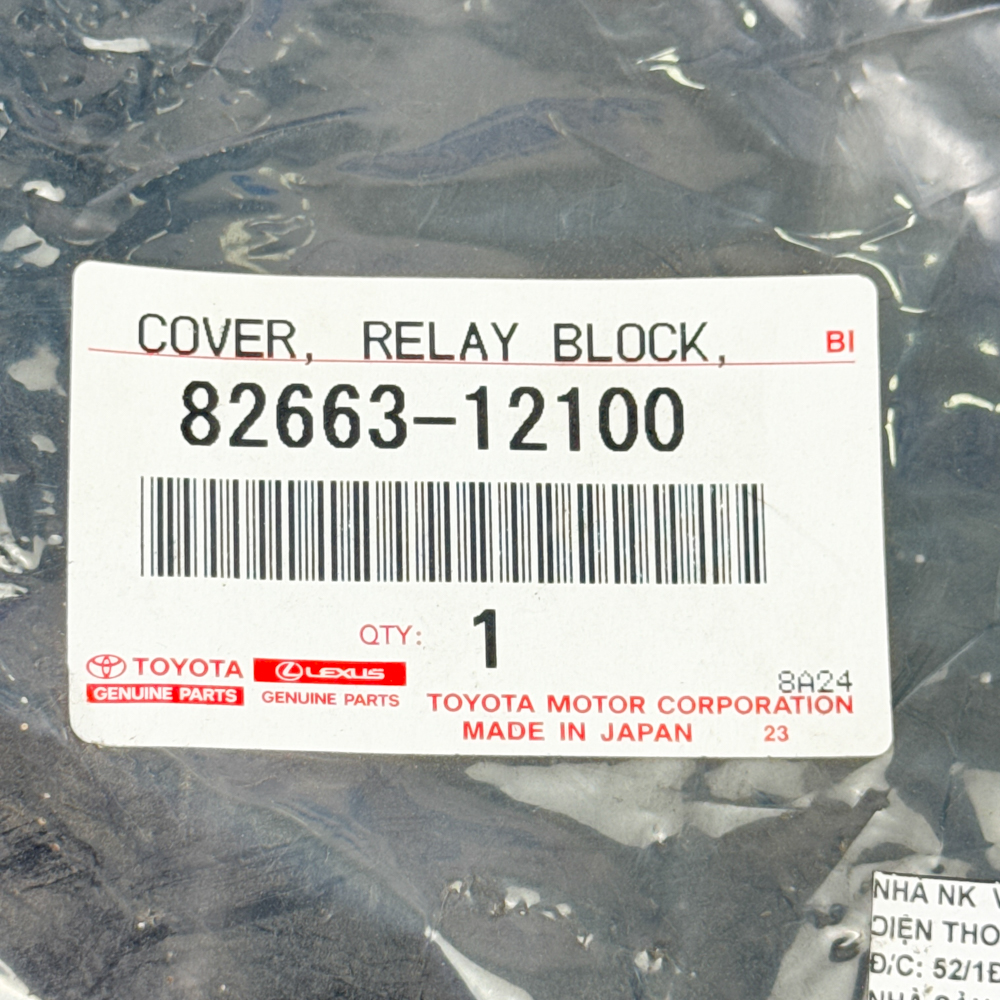 COVER, RELAY BLOCK,
BI
82663-12100
QTY: 1
TOYOTA
GENUINE PARTS
LEXUS
GENUINE PARTS
8A24
TOYOTA MOTOR CORPORATION
MADE IN JAPAN 23
NHÀ NK
ĐIỆN THO
Đ/C: 52/1Đ